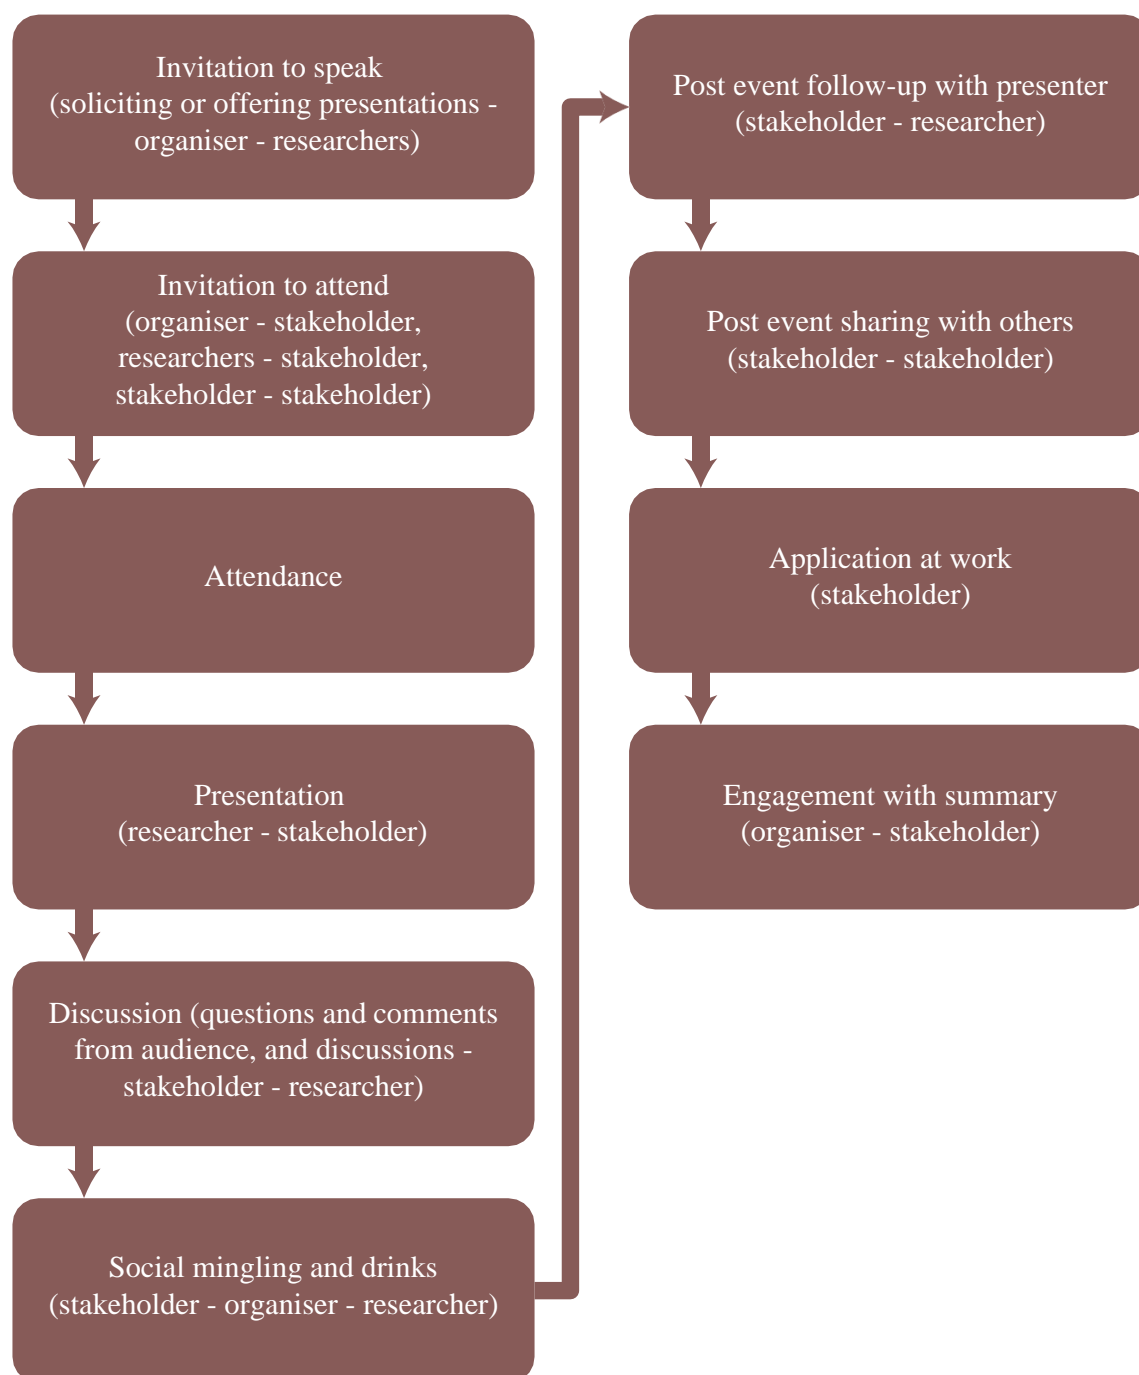 Invitation to speak
(soliciting or offering presentations -
organiser - researchers)
Invitation to attend
(organiser - stakeholder,
researchers - stakeholder,
stakeholder - stakeholder)
Attendance
Presentation
(researcher - stakeholder)
Discussion (questions and comments
from audience, and discussions -
stakeholder - researcher)
Social mingling and drinks
(stakeholder - organiser - researcher)
Post event follow-up with presenter
(stakeholder - researcher)
Post event sharing with others
(stakeholder - stakeholder)
Application at work
(stakeholder)
Engagement with summary
(organiser - stakeholder)